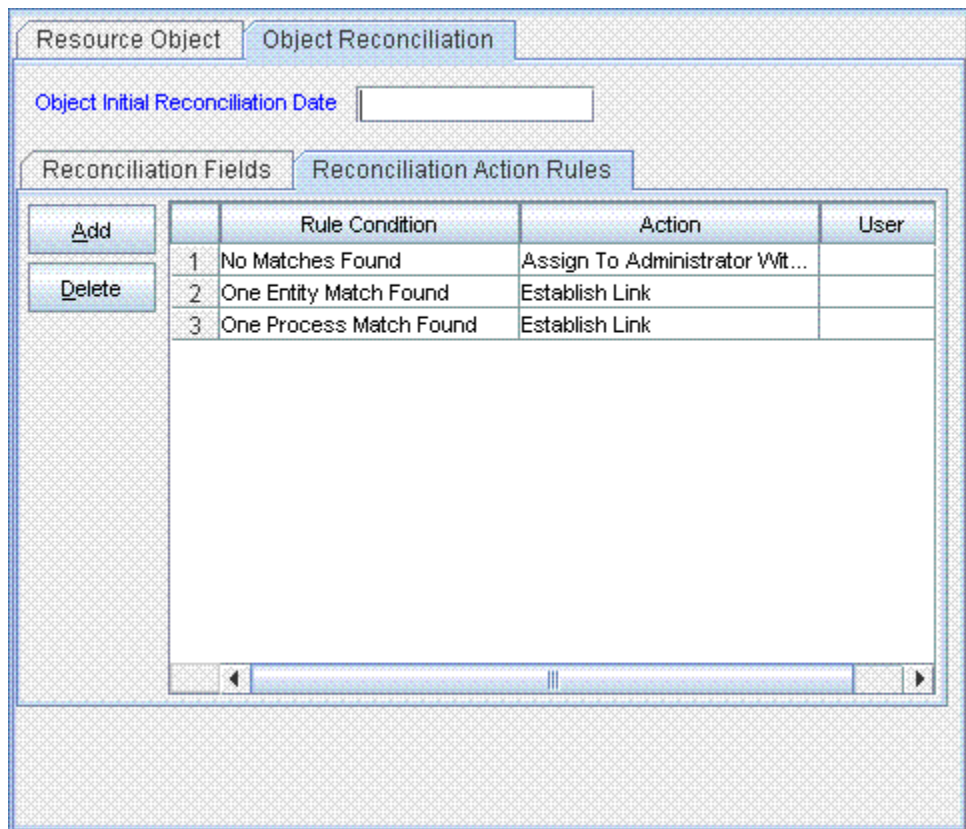 Resource Object Object Reconciliation
Object Initial Reconciliation Date
Reconciliation Fields Reconciliation Action Rules
Add
Delete
Rule Condition Action User
1 No Matches Found Assign To Administrator Wit...
2 One Entity Match Found Establish Link
3 One Process Match Found Establish Link